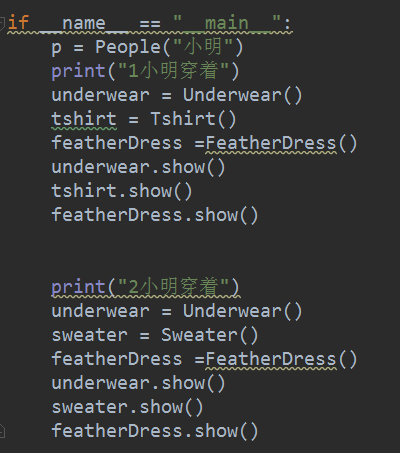 if __name__ == "__main__":
    p = People("小明")
    print("1小明穿着")
    underwear = Underwear()
    tshirt = Tshirt()
    featherDress =FeatherDress()
    underwear.show()
    tshirt.show()
    featherDress.show()
    print("2小明穿着")
    underwear = Underwear()
    sweater = Sweater()
    featherDress =FeatherDress()
    underwear.show()
    sweater.show()
    featherDress.show()